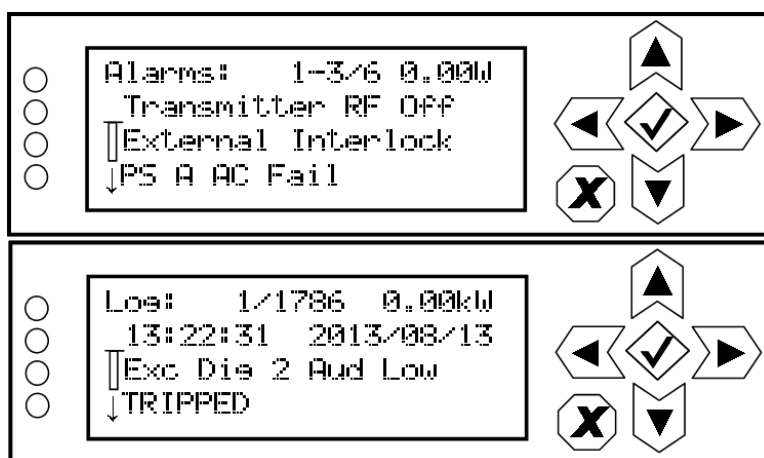 Alarms: 1-3/6 0.00W
Transmitter RF Off
External Interlock
↓PS A AC Fail
X
Log: 1/1786 0.00kW
13:22:31 2013/08/13
Exc Dig 2 Aud Low
↓TRIPPED
X